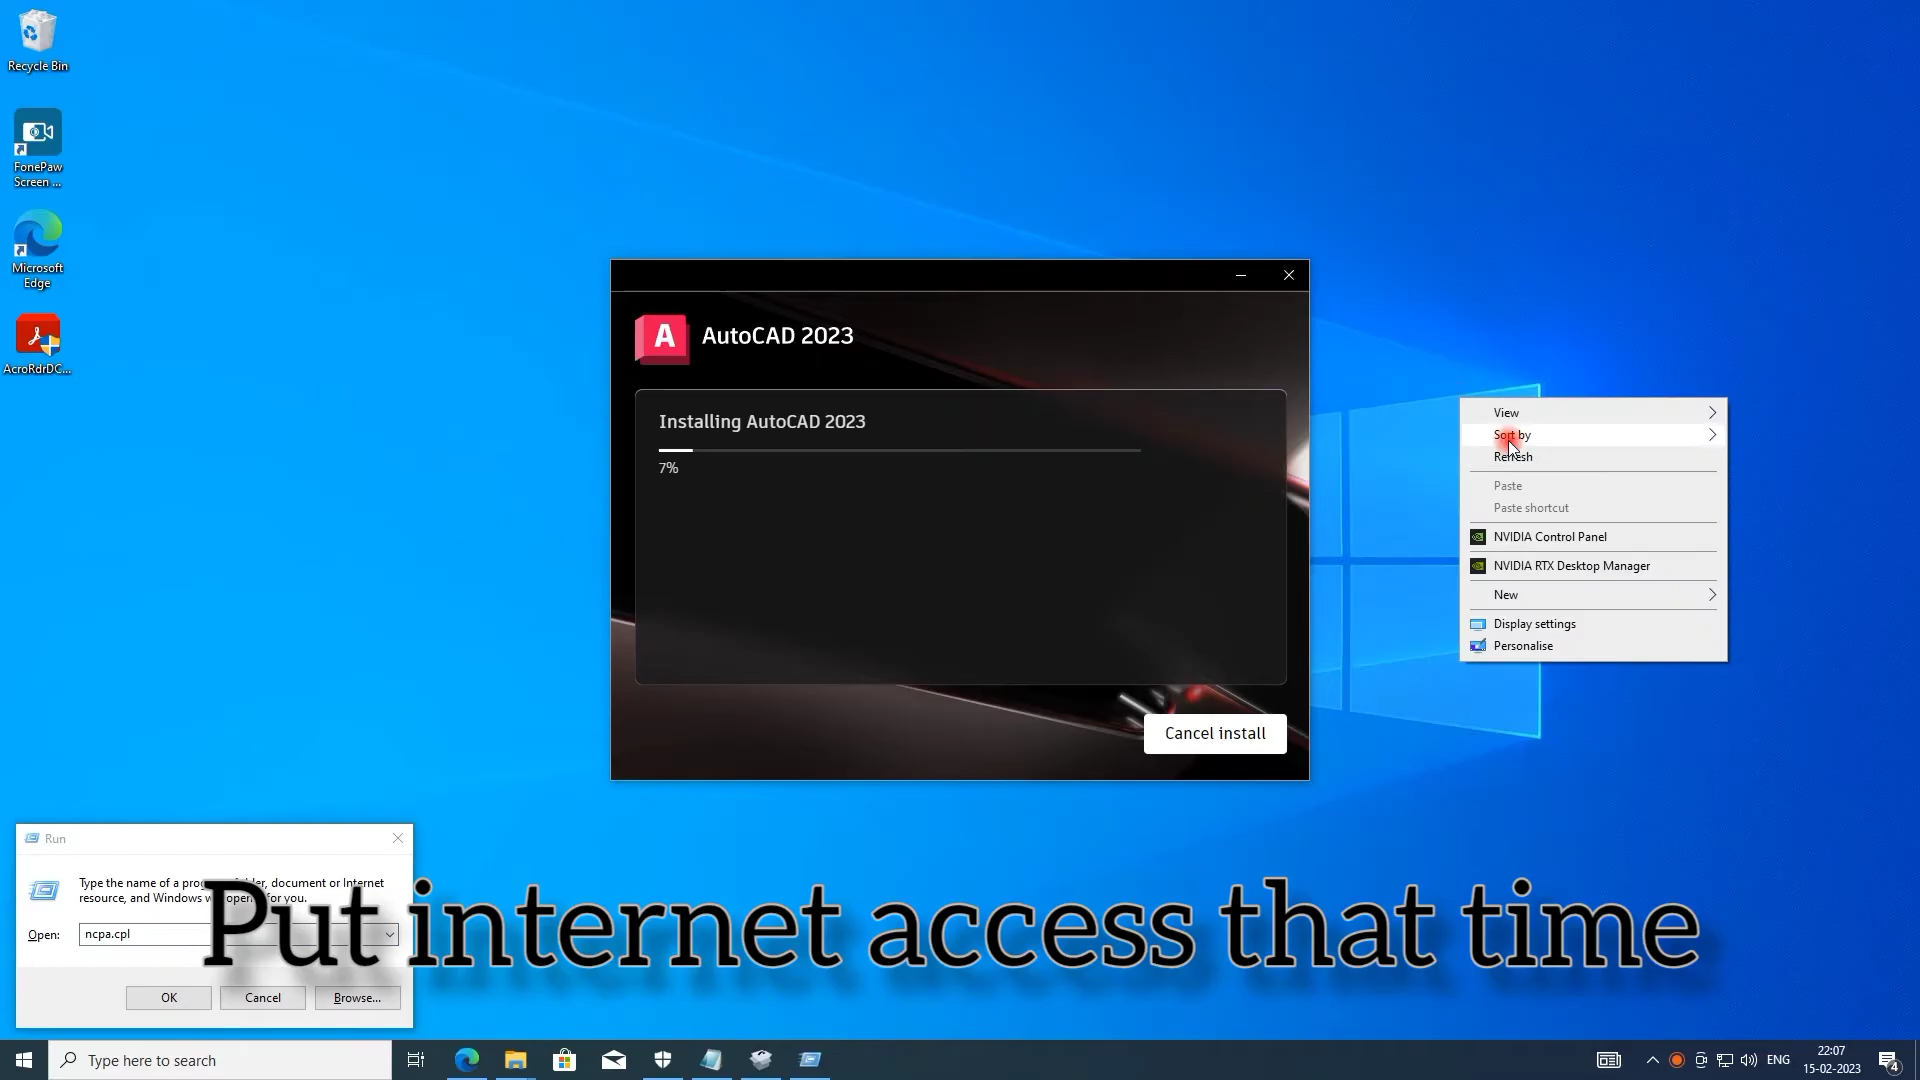 Recycle Bin
FonePaw
Screen ...
Microsoft
Edge
AcroRdrDC...
AutoCAD 2023
Installing AutoCAD 2023
7%
Cancel install
View
Sort by
Refresh
Paste
Paste shortcut
NVIDIA Control Panel
NVIDIA RTX Desktop Manager
New
Display settings
Personalise
Run
Type the name of a program, folder, document or Internet
resource, and Windows will open it for you.
Open:
ncpa.cpl
OK
Cancel
Browse...
Put internet access that time
Type here to search
ENG
22:07
15-02-2023
4